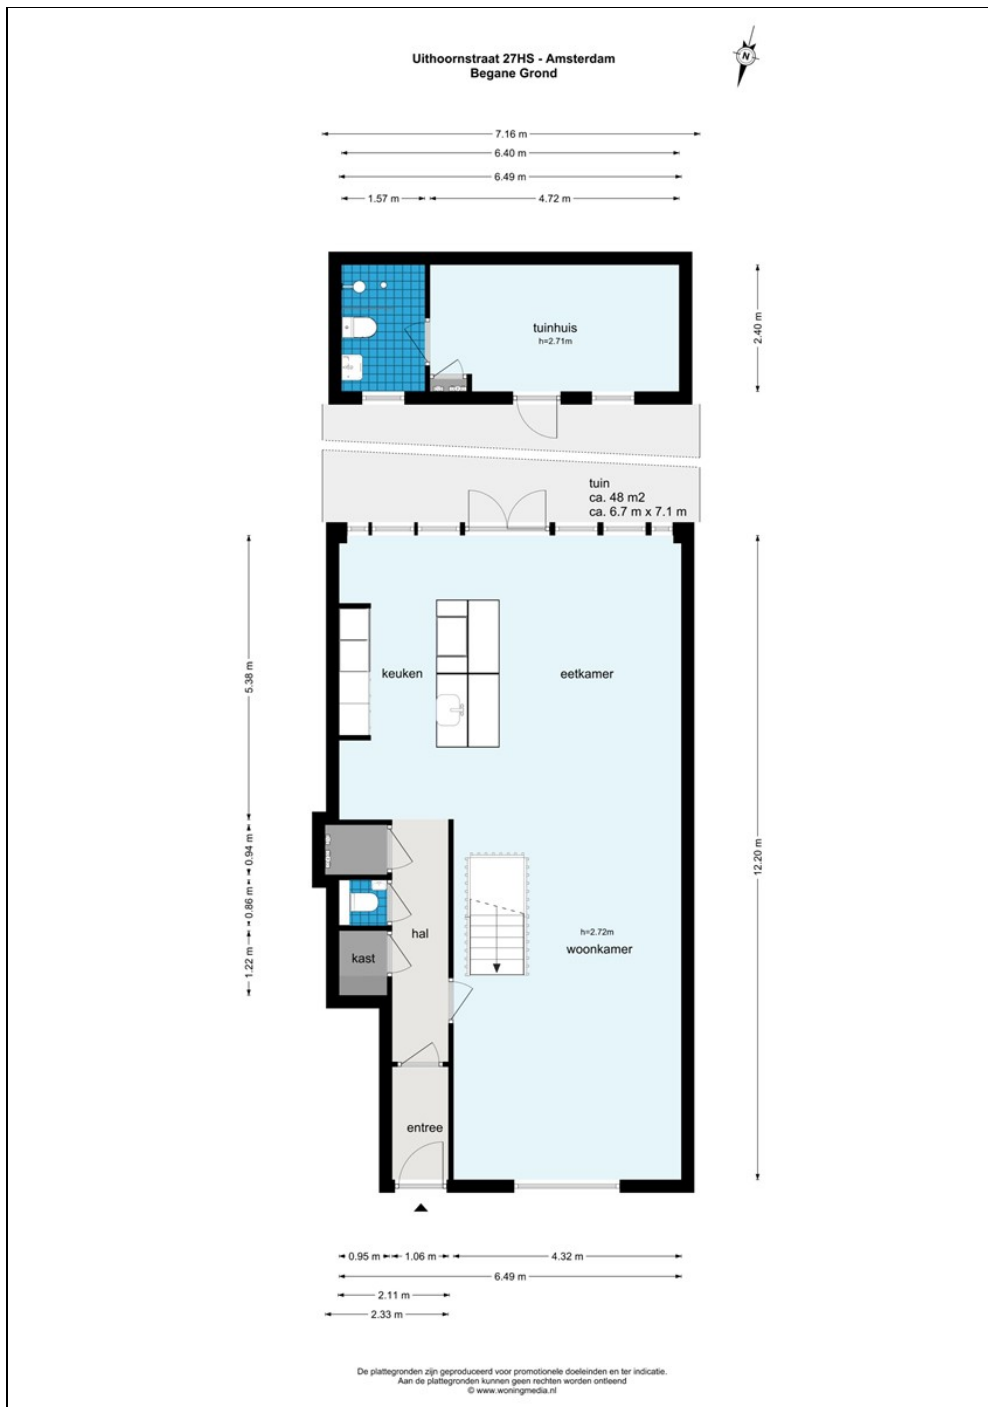 Uithoornstraat 27HS - Amsterdam
Begane Grond
N
7.16 m
6.40 m
6.49 m
1.57 m
4.72 m
tuinhuis
h=2.71m
2.40 m
tuin
ca. 48 m2
ca. 6.7 m x 7.1 m
keuken
eetkamer
5.38 m
12.20 m
0.94 m
0.86 m
1.22 m
hal
kast
h=2.72m
woonkamer
entree
0.95 m
1.06 m
4.32 m
6.49 m
2.11 m
2.33 m
De plattegronden zijn geproduceerd voor promotionele doeleinden en ter indicatie.
Aan de plattegronden kunnen geen rechten worden ontleend
© www.woningmedia.nl